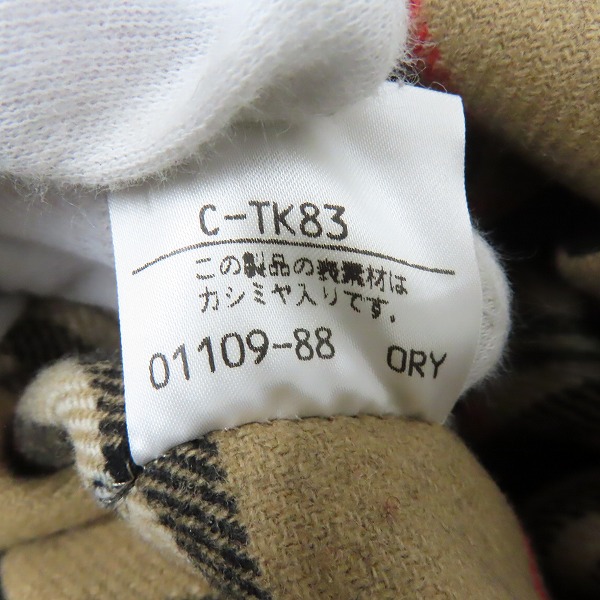 C-TK83
この製品の表素材は
カシミヤ入りです.
01109-88 ORY